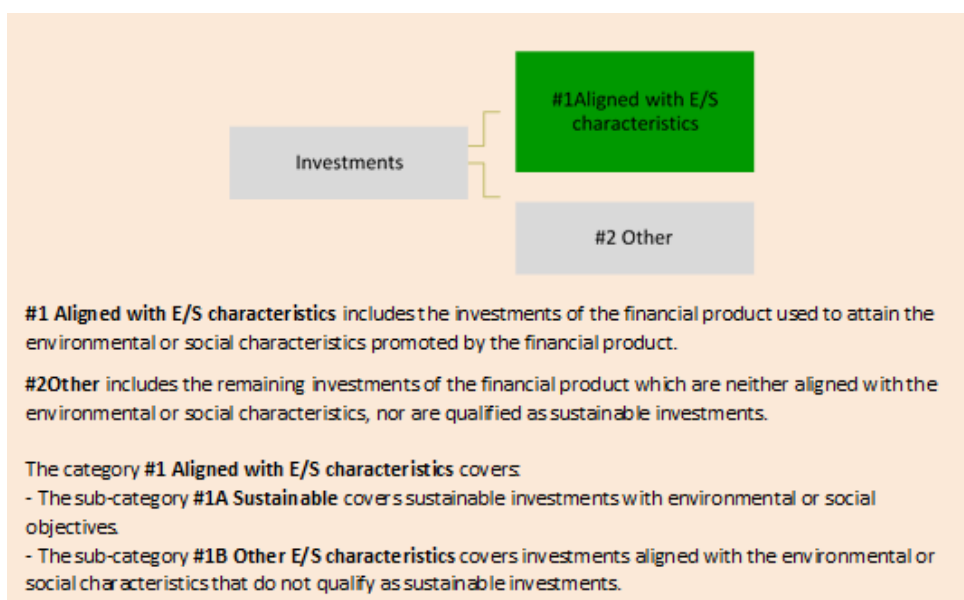 #1Aligned with E/S
characteristics
Investments
#2 Other
#1 Aligned with E/S characteristics includes the investments of the financial product used to attain the
environmental or social characteristics promoted by the financial product.
#2Other includes the remaining investments of the financial product which are neither aligned with the
environmental or social characteristics, nor are qualified as sustainable investments.
The category #1 Aligned with E/S characteristics covers:
- The sub-category #1A Sustainable covers sustainable investments with environmental or social
objectives.
- The sub-category #1B Other E/S characteristics covers investments aligned with the environmental or
social characteristics that do not qualify as sustainable investments.